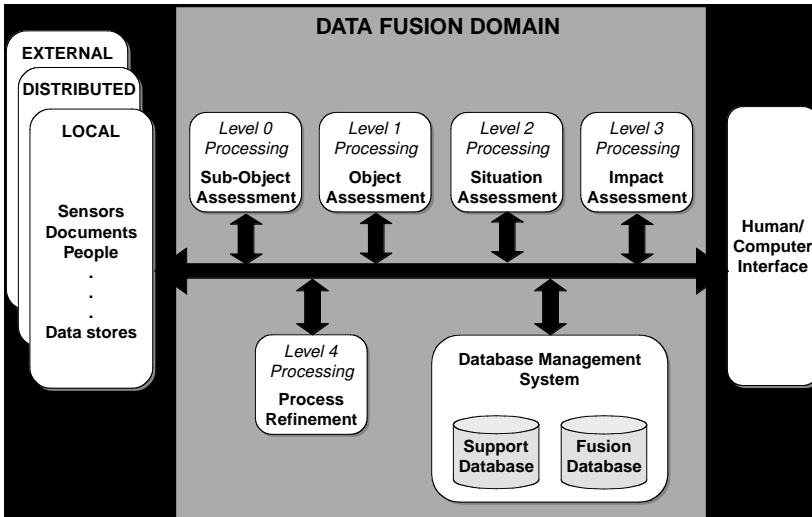 DATA FUSION DOMAIN
EXTERNAL
DISTRIBUTED
LOCAL
Sensors
Documents
People
.
.
.
Data stores
Level 0
Processing
Sub-Object
Assessment
Level 1
Processing
Object
Assessment
Level 2
Processing
Situation
Assessment
Level 3
Processing
Impact
Assessment
Human/
Computer
Interface
Level 4
Processing
Process
Refinement
Database Management
System
Support
Database
Fusion
Database